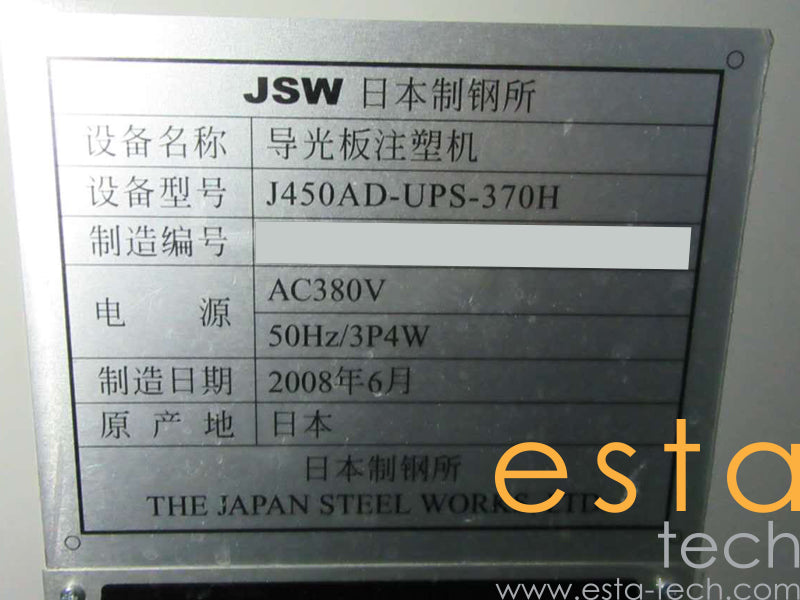 JSW 日本制钢所
设备名称 导光板注塑机
设备型号 J450AD-UPS-370H
制造编号
电源 AC380V
50Hz/3P4W
制造日期 2008年6月
原产地 日本
日本制钢所
THE JAPAN STEEL WORKS, LTD.
esta
tech
www.esta-tech.com